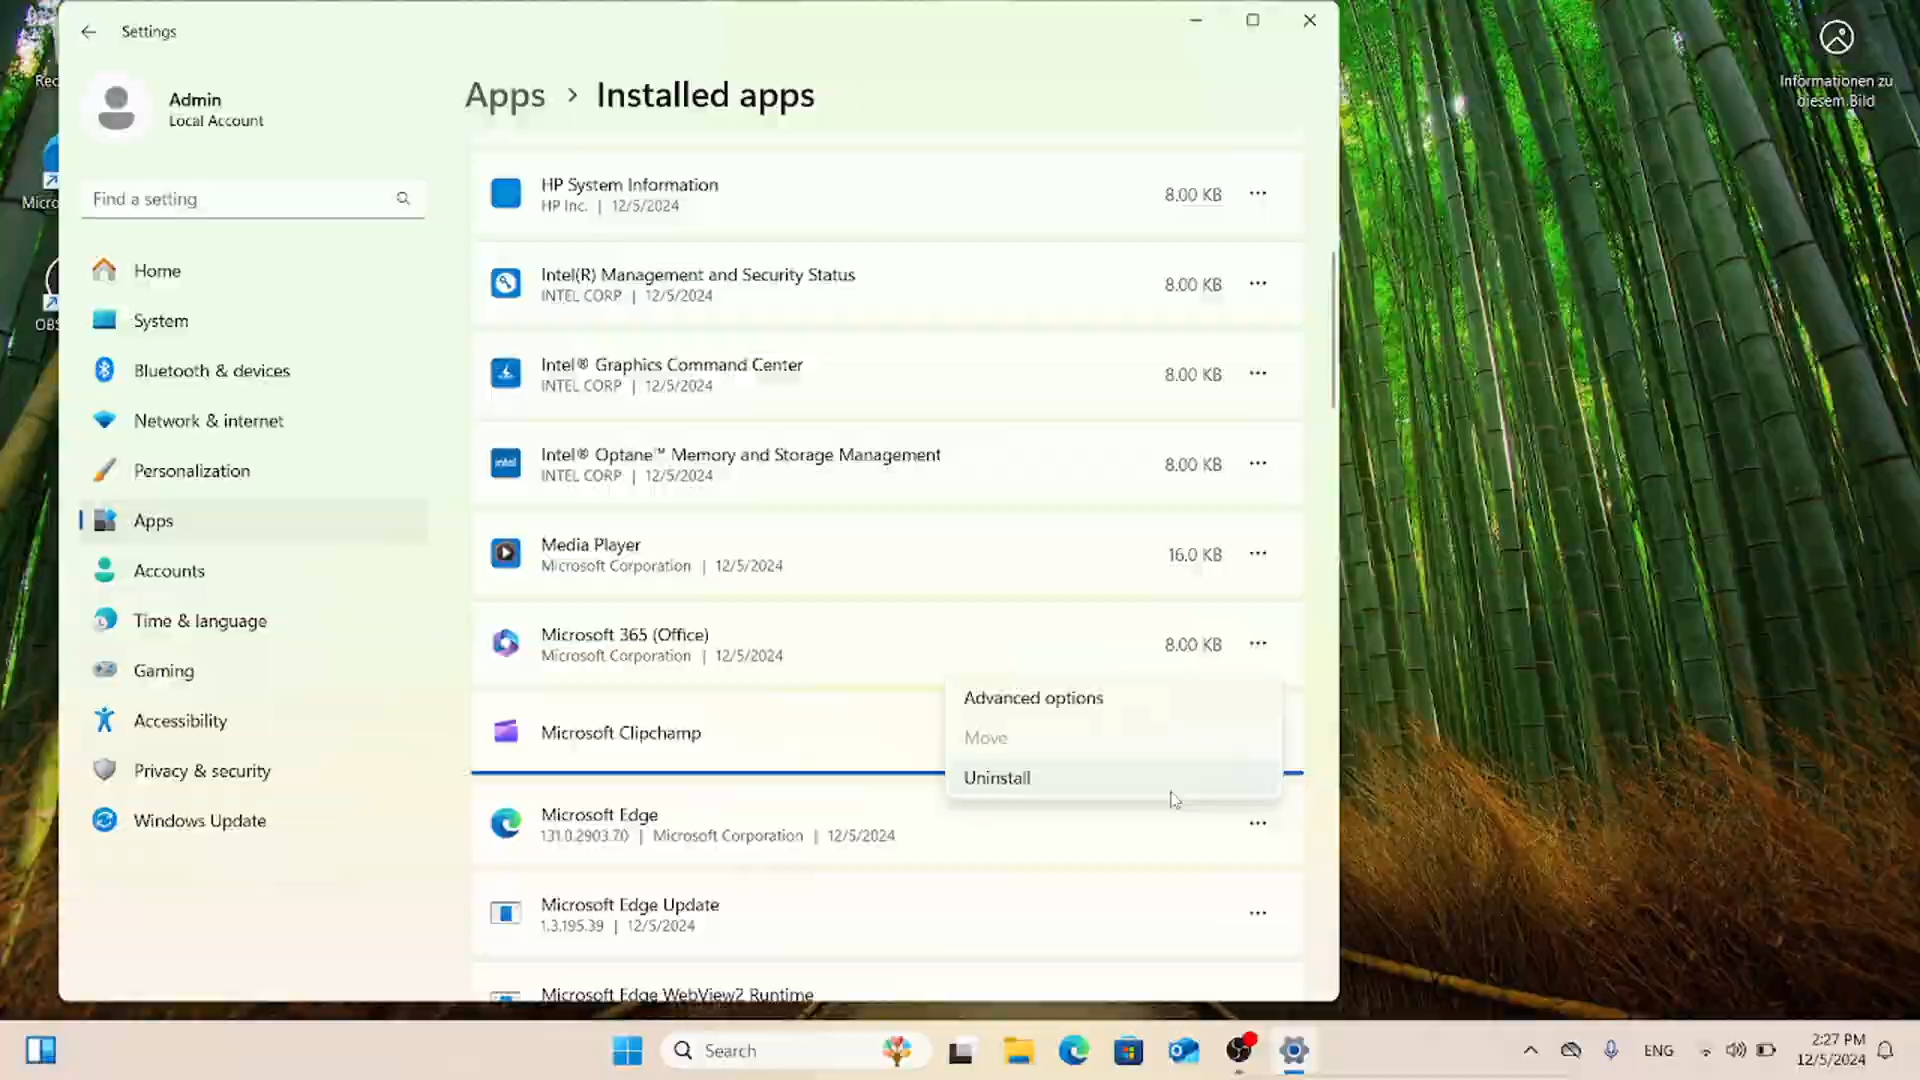 Settings
Admin
Local Account
Find a setting
Home
System
Bluetooth & devices
Network & internet
Personalization
Apps
Accounts
Time & language
Gaming
Accessibility
Privacy & security
Windows Update
Apps > Installed apps
HP System Information
HP Inc. | 12/5/2024
8.00 KB
Intel(R) Management and Security Status
INTEL CORP | 12/5/2024
8.00 KB
Intel® Graphics Command Center
INTEL CORP | 12/5/2024
8.00 KB
Intel® Optane™ Memory and Storage Management
INTEL CORP | 12/5/2024
8.00 KB
Media Player
Microsoft Corporation | 12/5/2024
16.0 KB
Microsoft 365 (Office)
Microsoft Corporation | 12/5/2024
8.00 KB
Microsoft Clipchamp
Advanced options
Move
Uninstall
Microsoft Edge
131.0.2903.70 | Microsoft Corporation | 12/5/2024
Microsoft Edge Update
1.3.195.39 | 12/5/2024
Microsoft Edge WebView2 Runtime
Rec
Micro
OBS
Informationen zu
diesem Bild
Search
ENG
2:27 PM
12/5/2024